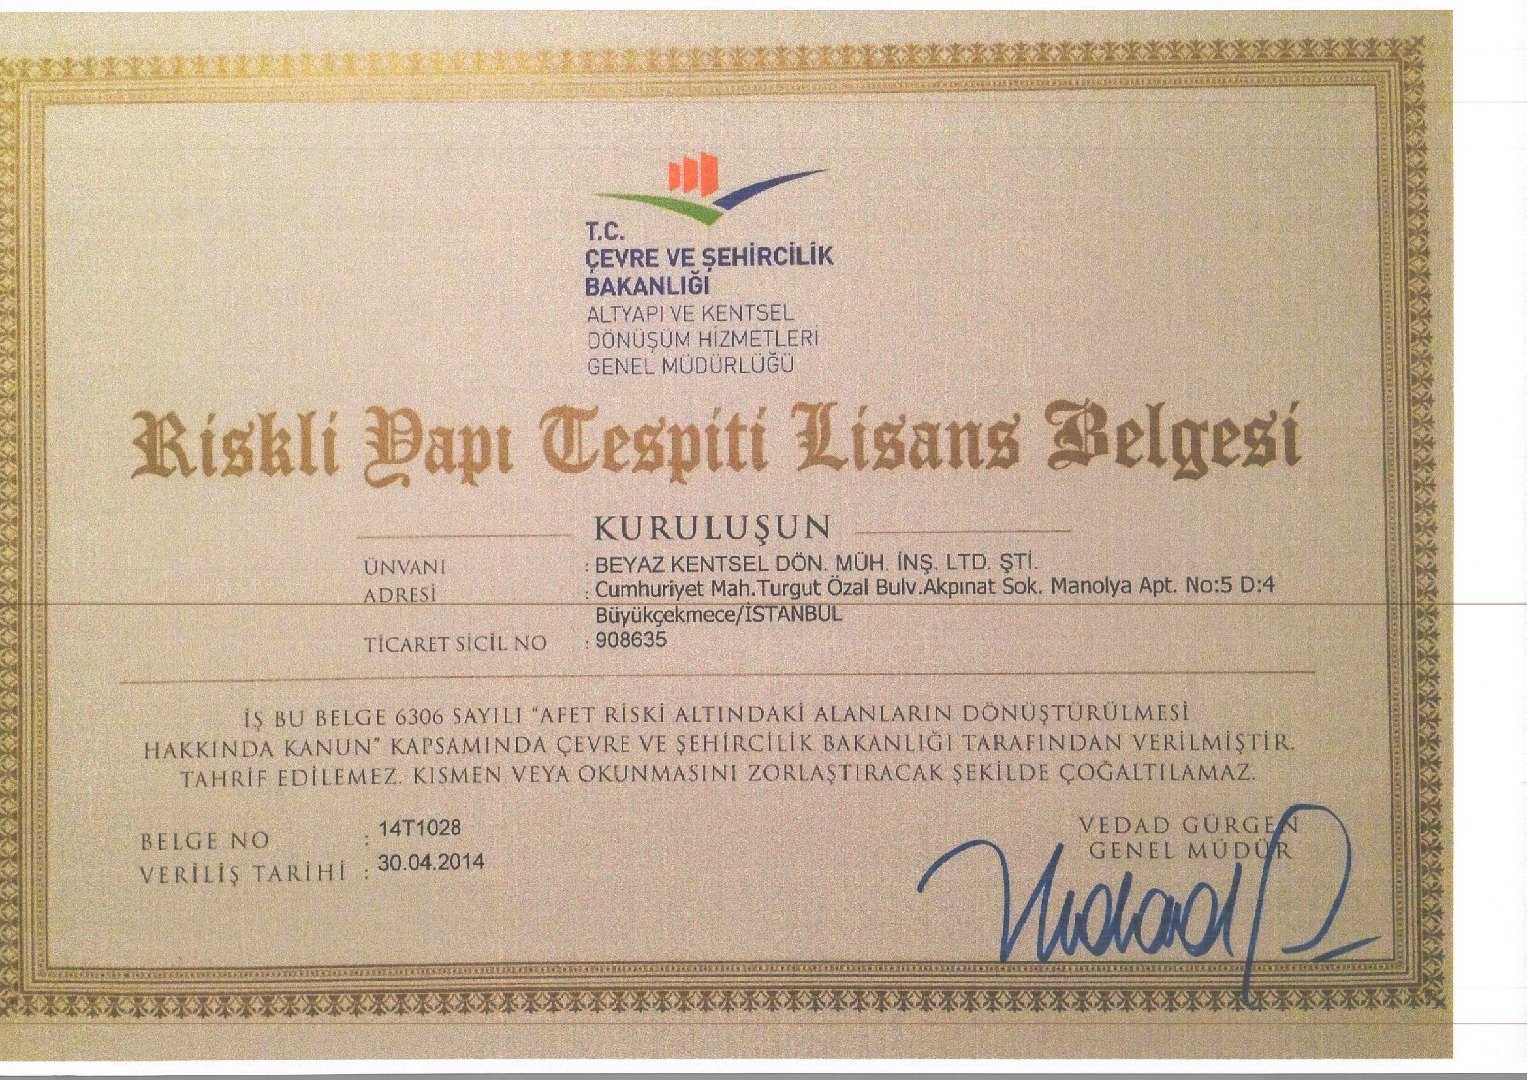 T.C.
ÇEVRE VE ŞEHİRCİLİK
BAKANLIĞI
ALTYAPI VE KENTSEL
DÖNÜŞÜM HİZMETLERİ
GENEL MÜDÜRLÜĞÜ
Riskli Yapı Tespiti Lisans Belgesi
KURULUŞUN
ÜNVANI : BEYAZ KENTSEL DÖN. MÜH. İNŞ. LTD. ŞTİ.
ADRESİ : Cumhuriyet Mah.Turgut Özal Bulv.Akpınat Sok. Manolya Apt. No:5 D:4
Büyükçekmece/İSTANBUL
TİCARET SİCİL NO : 908635
İŞ BU BELGE 6306 SAYILI "AFET RİSKİ ALTINDAKİ ALANLARIN DÖNÜŞTÜRÜLMESİ
HAKKINDA KANUN" KAPSAMINDA ÇEVRE VE ŞEHİRCİLİK BAKANLIĞI TARAFINDAN VERİLMİŞTİR.
TAHRİF EDİLEMEZ. KISMEN VEYA OKUNMASINI ZORLAŞTIRACAK ŞEKİLDE ÇOĞALTILAMAZ.
BELGE NO : 14T1028
VERİLİŞ TARİHİ : 30.04.2014
VEDAD GÜRGEN
GENEL MÜDÜR